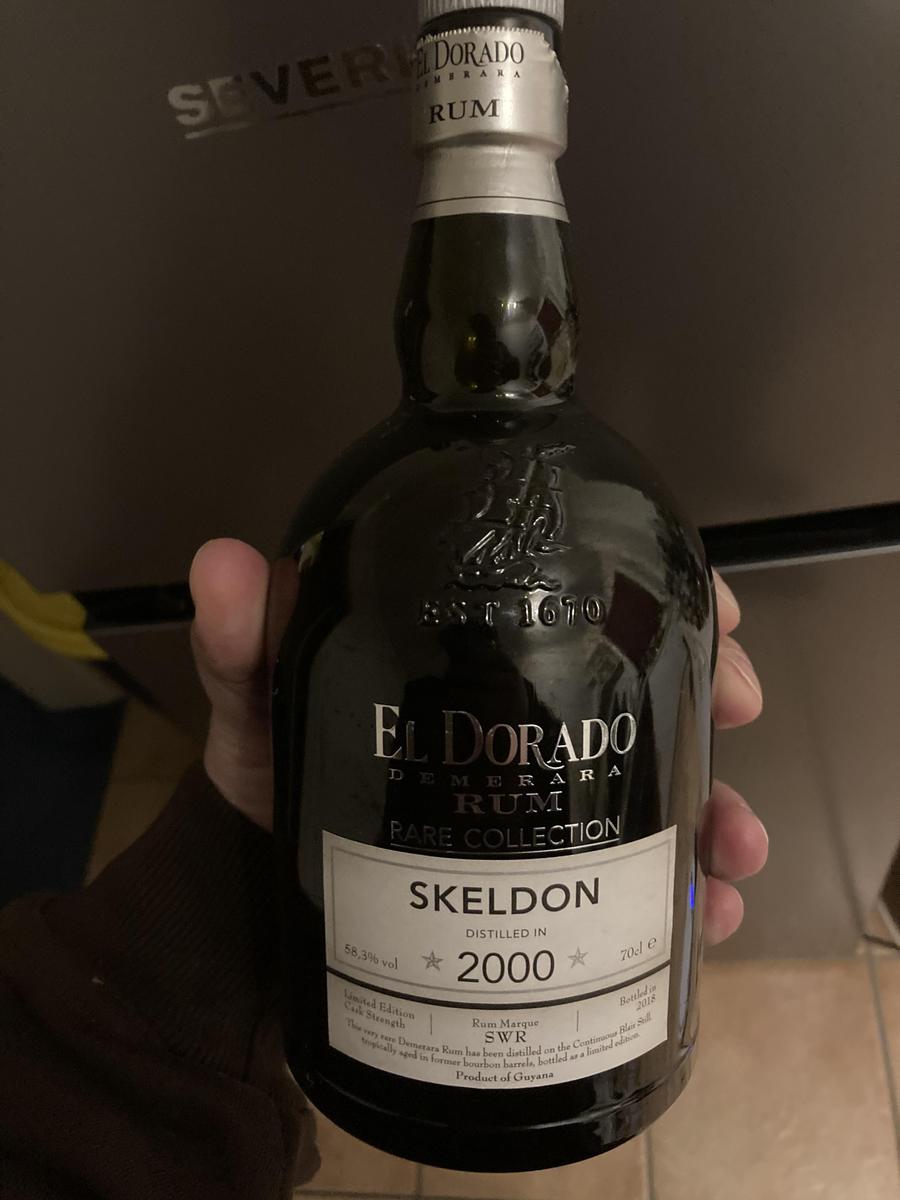 SEVERI
EL DORADO
DEMERARA
RUM
EST 1670
EL DORADO
DEMERARA
RUM
RARE COLLECTION
SKELDON
DISTILLED IN
58,3% vol 2000 70cl e
Limited Edition
Cask Strength
Rum Marque
SWR
Bottled in
2018
This very rare Demerara Rum has been distilled on the Continuous Blair Still,
tropically aged in former bourbon barrels, bottled as a limited edition.
Product of Guyana